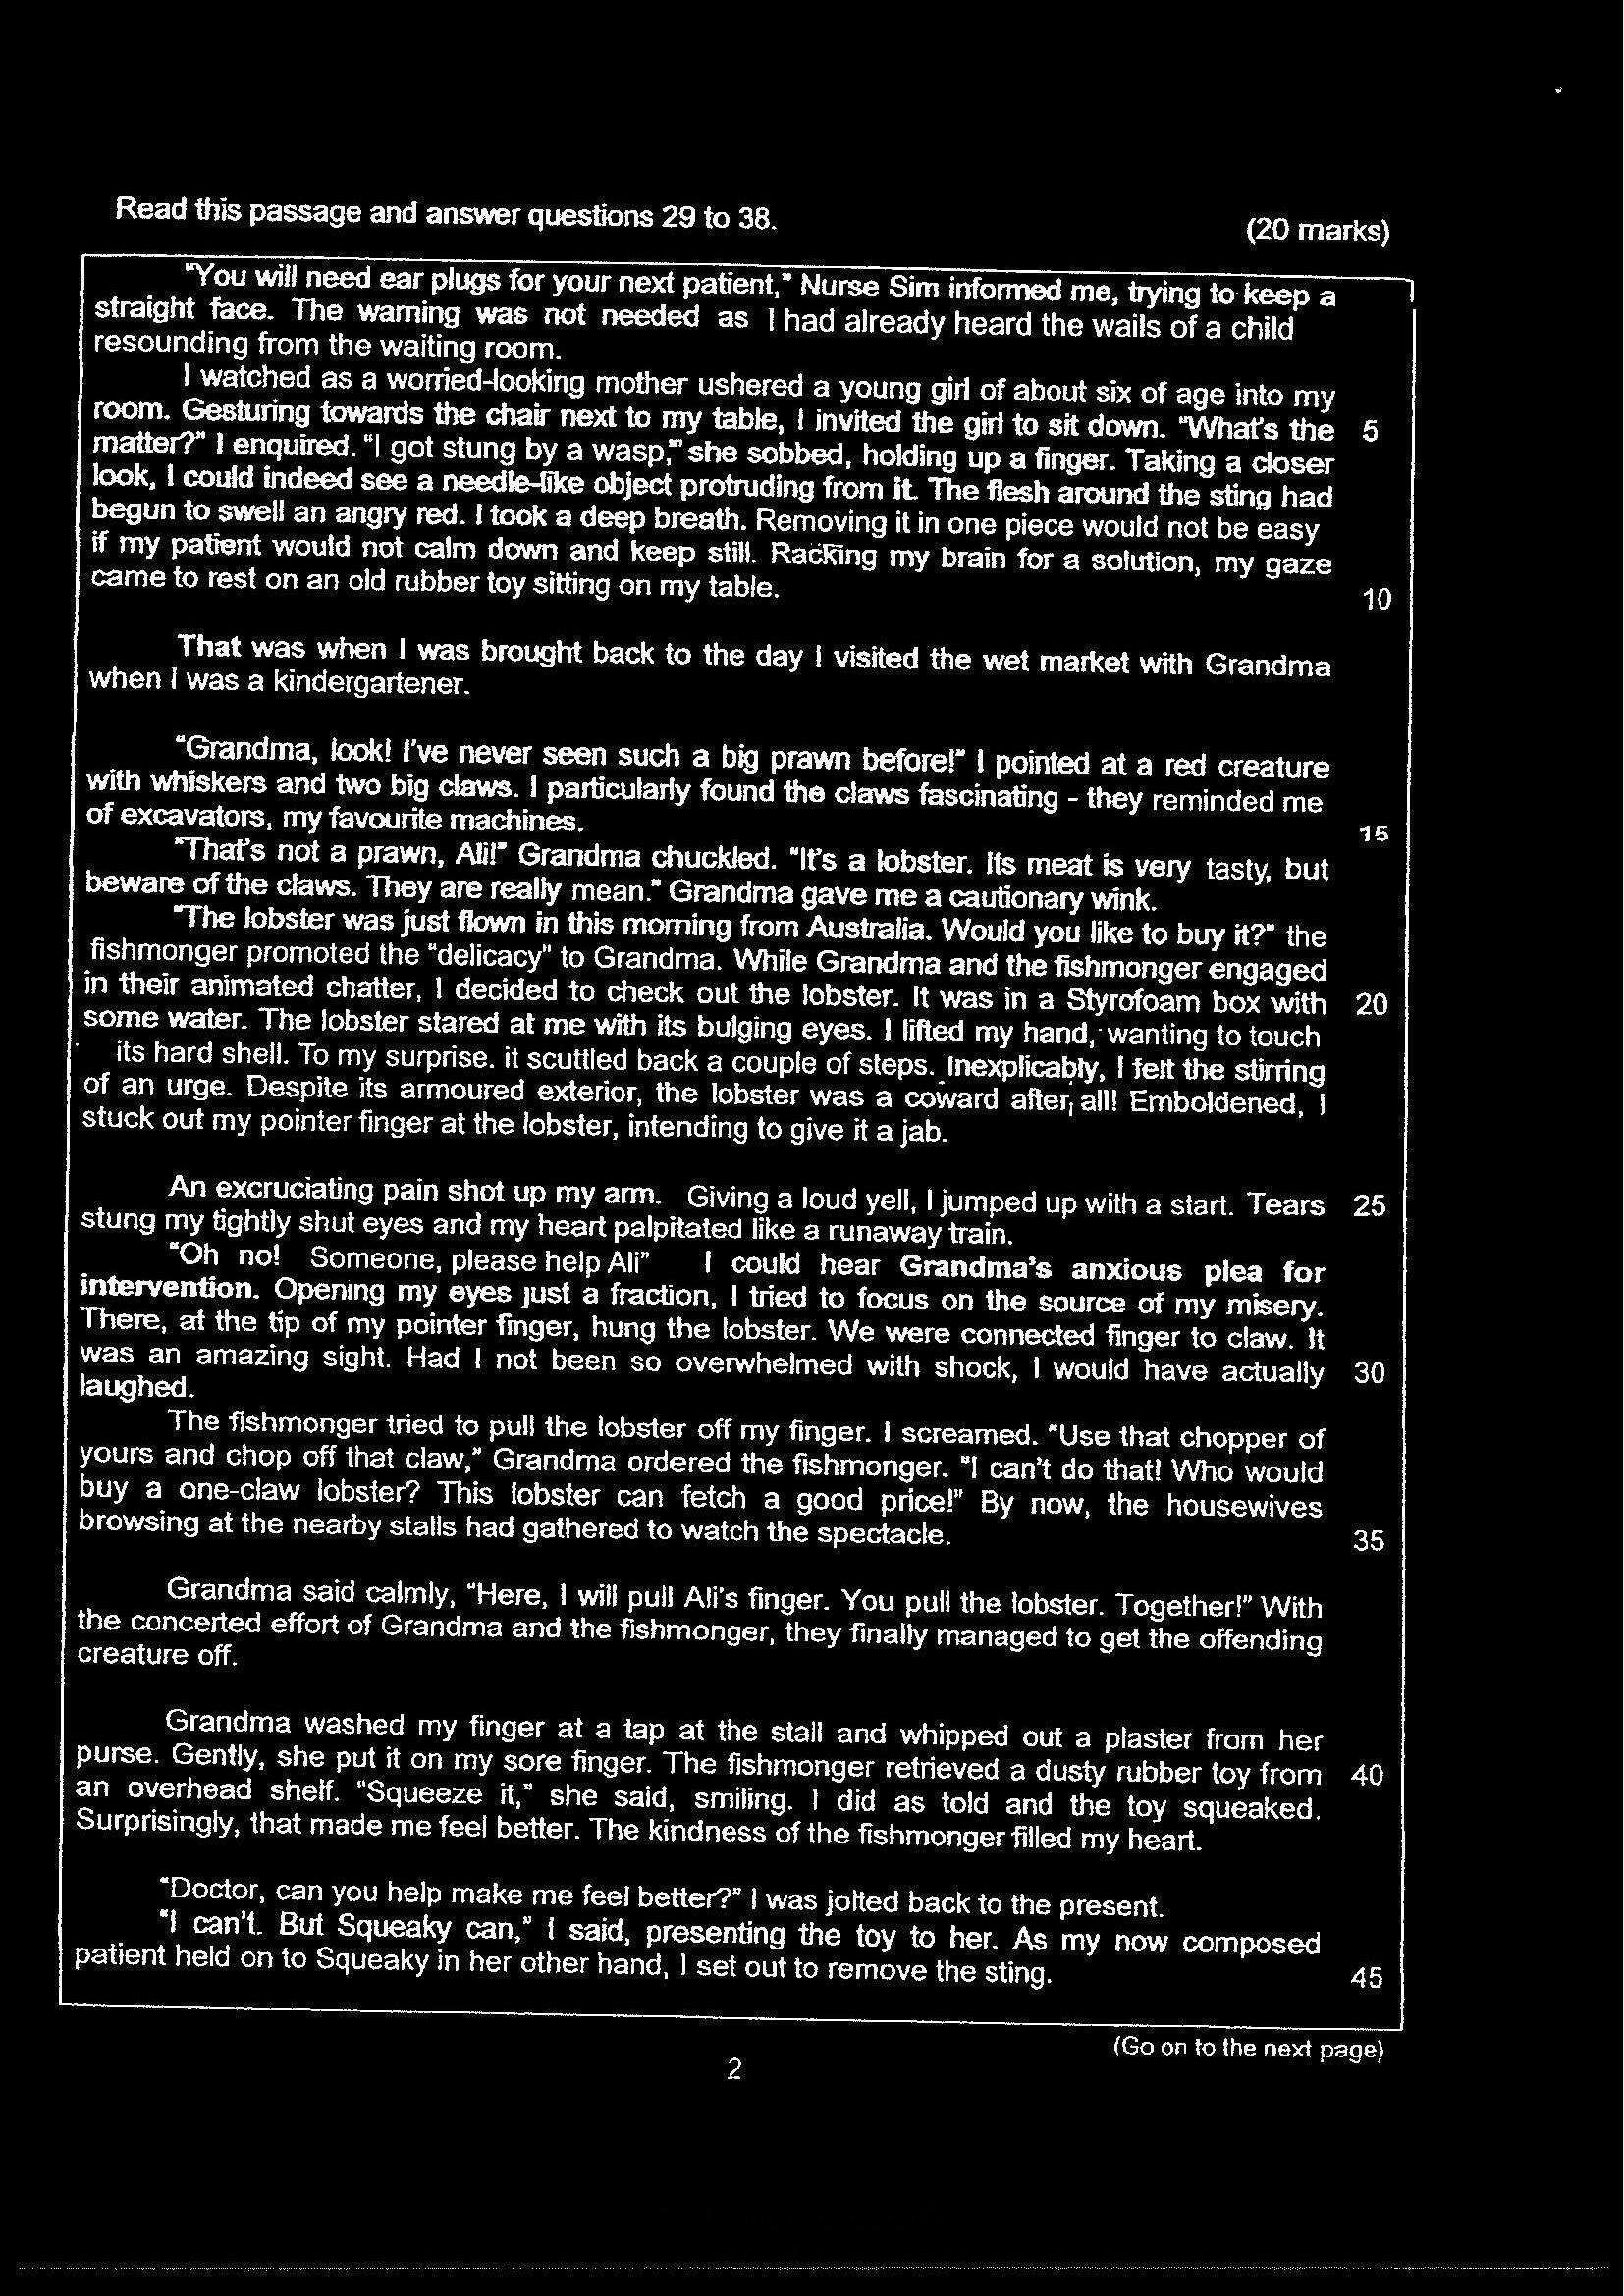 Read this passage and answer questions 29 to 38.
(20 marks)
"You will need ear plugs for your next patient," Nurse Sim informed me, trying to keep a
straight face. The warning was not needed as I had already heard the wails of a child
resounding from the waiting room.
I watched as a worried-looking mother ushered a young girl of about six of age into my
room. Gesturing towards the chair next to my table, I invited the girl to sit down. "What's the 5
matter?" I enquired. "I got stung by a wasp," she sobbed, holding up a finger. Taking a closer
look, I could indeed see a needle-like object protruding from it. The flesh around the sting had
begun to swell an angry red. I took a deep breath. Removing it in one piece would not be easy
if my patient would not calm down and keep still. Racking my brain for a solution, my gaze
came to rest on an old rubber toy sitting on my table. 10
That was when I was brought back to the day I visited the wet market with Grandma
when I was a kindergartener.
"Grandma, look! I've never seen such a big prawn before!" I pointed at a red creature
with whiskers and two big claws. I particularly found the claws fascinating - they reminded me
of excavators, my favourite machines. 15
"That's not a prawn, Ali!" Grandma chuckled. "It's a lobster. Its meat is very tasty, but
beware of the claws. They are really mean." Grandma gave me a cautionary wink.
"The lobster was just flown in this morning from Australia. Would you like to buy it?" the
fishmonger promoted the "delicacy" to Grandma. While Grandma and the fishmonger engaged
in their animated chatter, I decided to check out the lobster. It was in a Styrofoam box with 20
some water. The lobster stared at me with its bulging eyes. I lifted my hand, wanting to touch
its hard shell. To my surprise. it scuttled back a couple of steps. Inexplicably, I felt the stirring
of an urge. Despite its armoured exterior, the lobster was a coward after all! Emboldened, I
stuck out my pointer finger at the lobster, intending to give it a jab.
An excruciating pain shot up my arm. Giving a loud yell, I jumped up with a start. Tears 25
stung my tightly shut eyes and my heart palpitated like a runaway train.
"Oh no! Someone, please help Ali" I could hear Grandma's anxious plea for
intervention. Opening my eyes just a fraction, I tried to focus on the source of my misery.
There, at the tip of my pointer finger, hung the lobster. We were connected finger to claw. It
was an amazing sight. Had I not been so overwhelmed with shock, I would have actually 30
laughed.
The fishmonger tried to pull the lobster off my finger. I screamed. "Use that chopper of
yours and chop off that claw," Grandma ordered the fishmonger. "I can't do that! Who would
buy a one-claw lobster? This lobster can fetch a good price!" By now, the housewives
browsing at the nearby stalls had gathered to watch the spectacle. 35
Grandma said calmly, "Here, I will pull Ali's finger. You pull the lobster. Together!" With
the concerted effort of Grandma and the fishmonger, they finally managed to get the offending
creature off.
Grandma washed my finger at a tap at the stall and whipped out a plaster from her
purse. Gently, she put it on my sore finger. The fishmonger retrieved a dusty rubber toy from 40
an overhead shelf. "Squeeze it," she said, smiling. I did as told and the toy squeaked.
Surprisingly, that made me feel better. The kindness of the fishmonger filled my heart.
"Doctor, can you help make me feel better?" I was jolted back to the present.
"I can't. But Squeaky can," I said, presenting the toy to her. As my now composed
patient held on to Squeaky in her other hand, I set out to remove the sting. 45
(Go on to the next page)
2